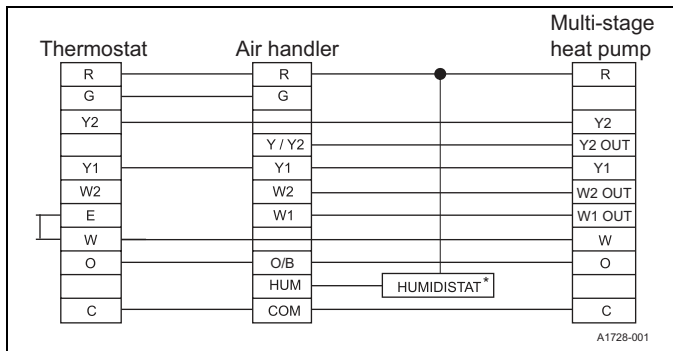 Multi-stage
Thermostat Air handler heat pump
R R R
G G
Y2 Y2
Y / Y2 Y2 OUT
Y1 Y1 Y1
W2 W2 W2 OUT
E W1 W1 OUT
W W
O O/B O
HUM HUMIDISTAT*
C COM C
A1728-001